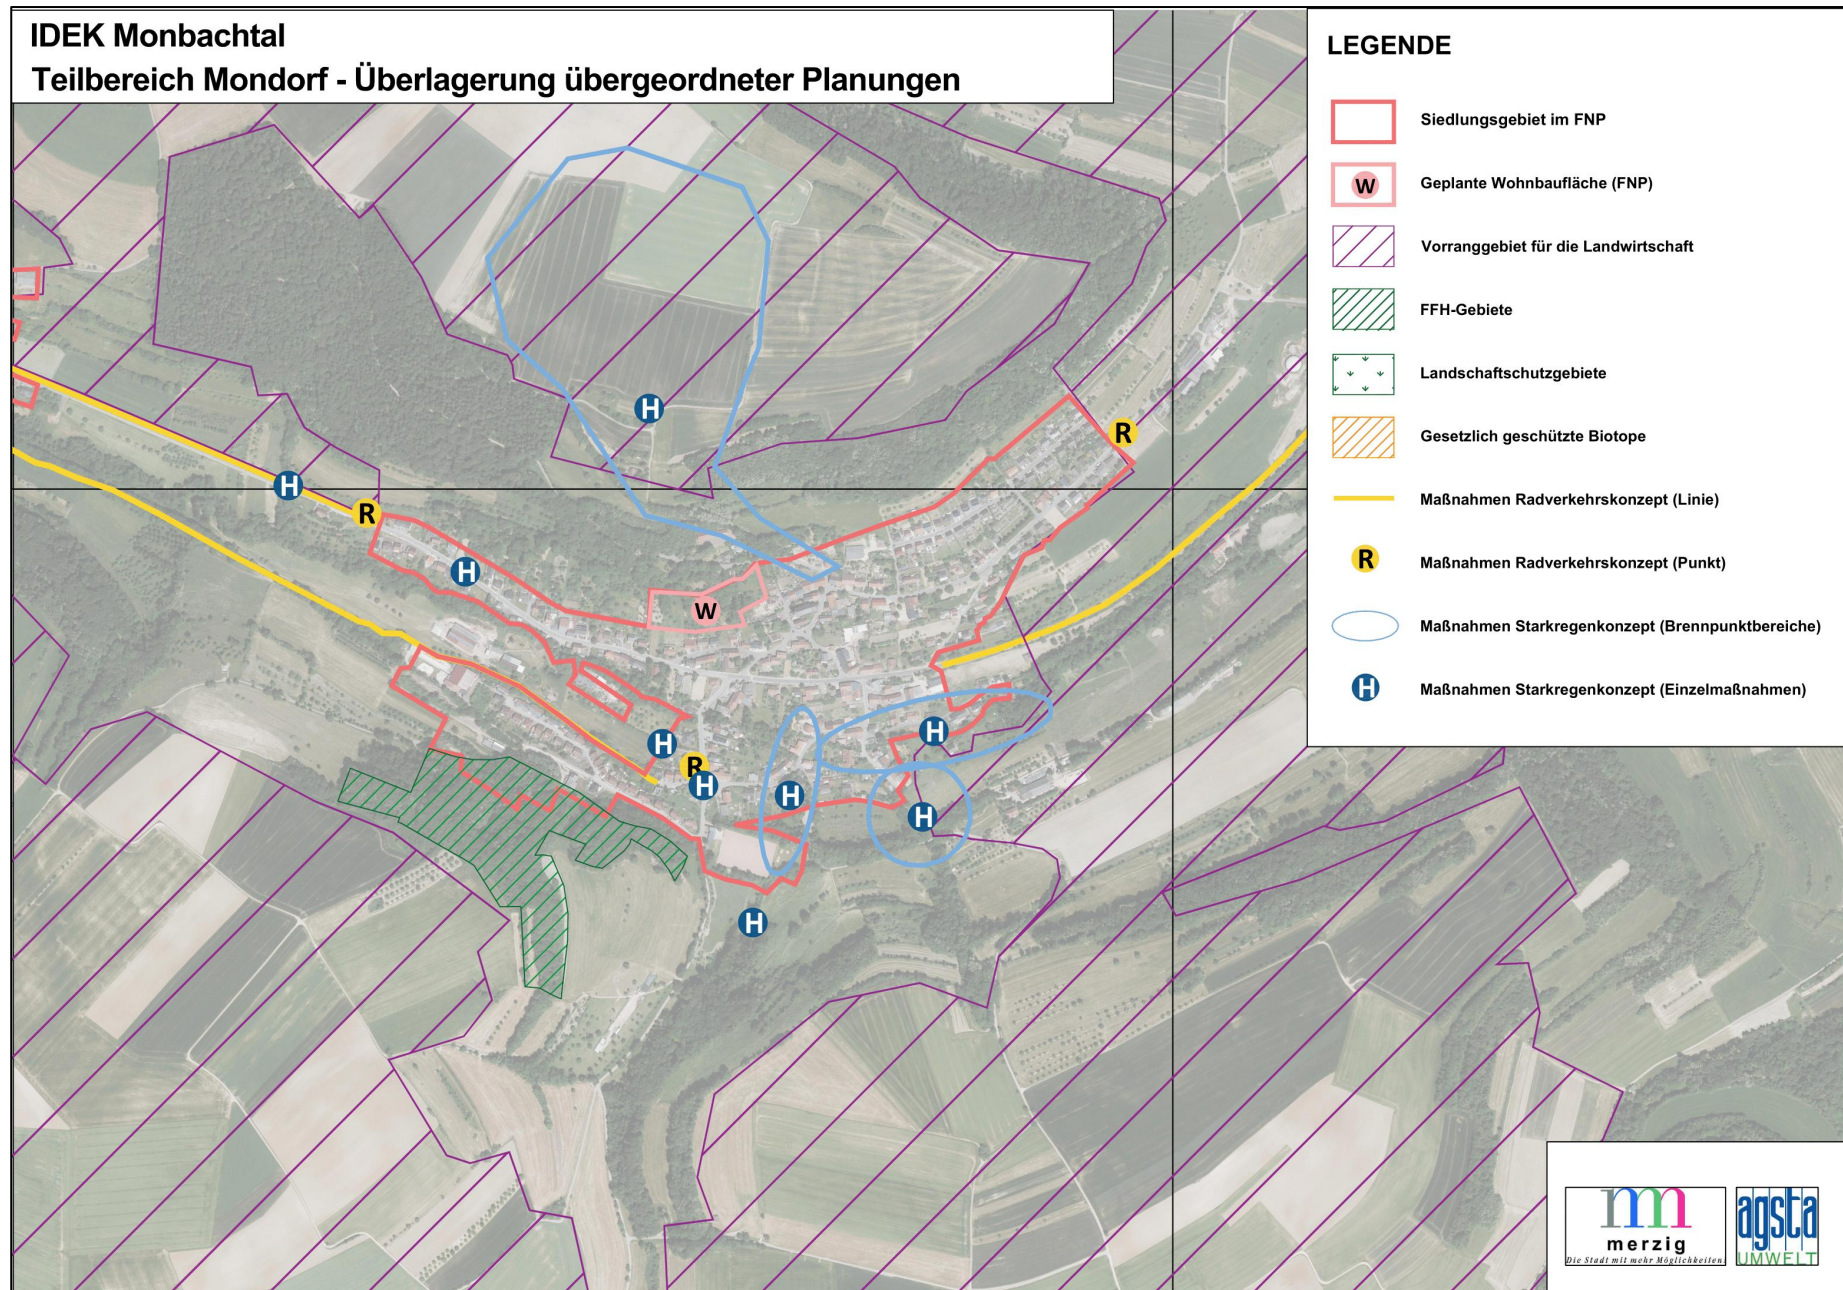 IDEK Monbachtal
Teilbereich Mondorf - Überlagerung übergeordneter Planungen
LEGENDE
Siedlungsgebiet im FNP
W
Geplante Wohnbaufläche (FNP)
Vorranggebiet für die Landwirtschaft
FFH-Gebiete
Landschaftschutzgebiete
Gesetzlich geschützte Biotope
Maßnahmen Radverkehrskonzept (Linie)
R
Maßnahmen Radverkehrskonzept (Punkt)
Maßnahmen Starkregenkonzept (Brennpunktbereiche)
H
Maßnahmen Starkregenkonzept (Einzelmaßnahmen)
H
R
H
R
H
W
H
H
R
H
H
H
H
merzig
Die Stadt mit mehr Möglichkeiten.
agsta
UMWELT